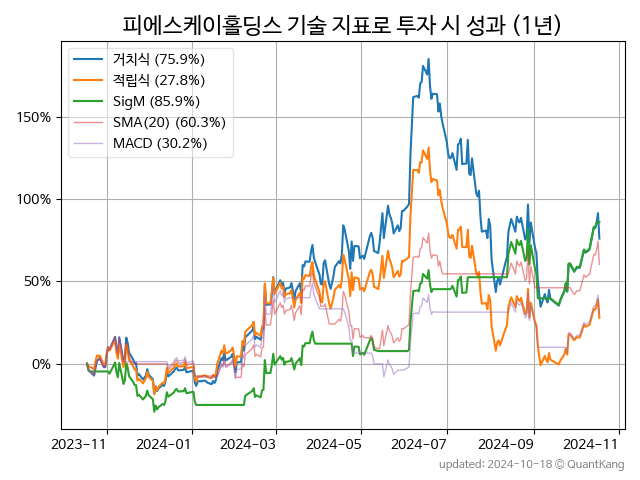 피에스케이홀딩스 기술 지표로 투자 시 성과 (1년)
거치식 (75.9%)
적립식 (27.8%)
SigM (85.9%)
SMA(20) (60.3%)
MACD (30.2%)
150%
100%
50%
0%
2023-11 2024-01 2024-03 2024-05 2024-07 2024-09 2024-11
updated: 2024-10-18 © QuantKang